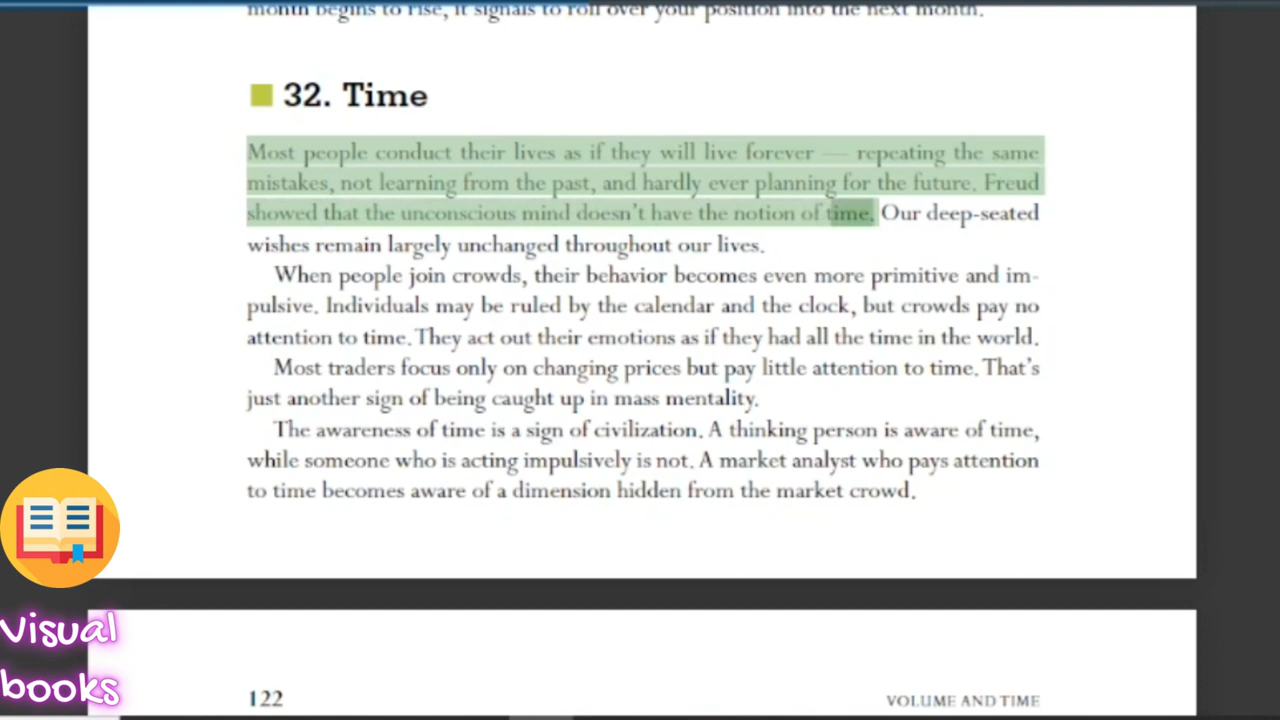 month begins to rise, it signals to roll over your position into the next month.
32. Time
Most people conduct their lives as if they will live forever — repeating the same
mistakes, not learning from the past, and hardly ever planning for the future. Freud
showed that the unconscious mind doesn't have the notion of time. Our deep-seated
wishes remain largely unchanged throughout our lives.
When people join crowds, their behavior becomes even more primitive and im-
pulsive. Individuals may be ruled by the calendar and the clock, but crowds pay no
attention to time. They act out their emotions as if they had all the time in the world.
Most traders focus only on changing prices but pay little attention to time. That's
just another sign of being caught up in mass mentality.
The awareness of time is a sign of civilization. A thinking person is aware of time,
while someone who is acting impulsively is not. A market analyst who pays attention
to time becomes aware of a dimension hidden from the market crowd.
Visual
books
122
VOLUME AND TIME